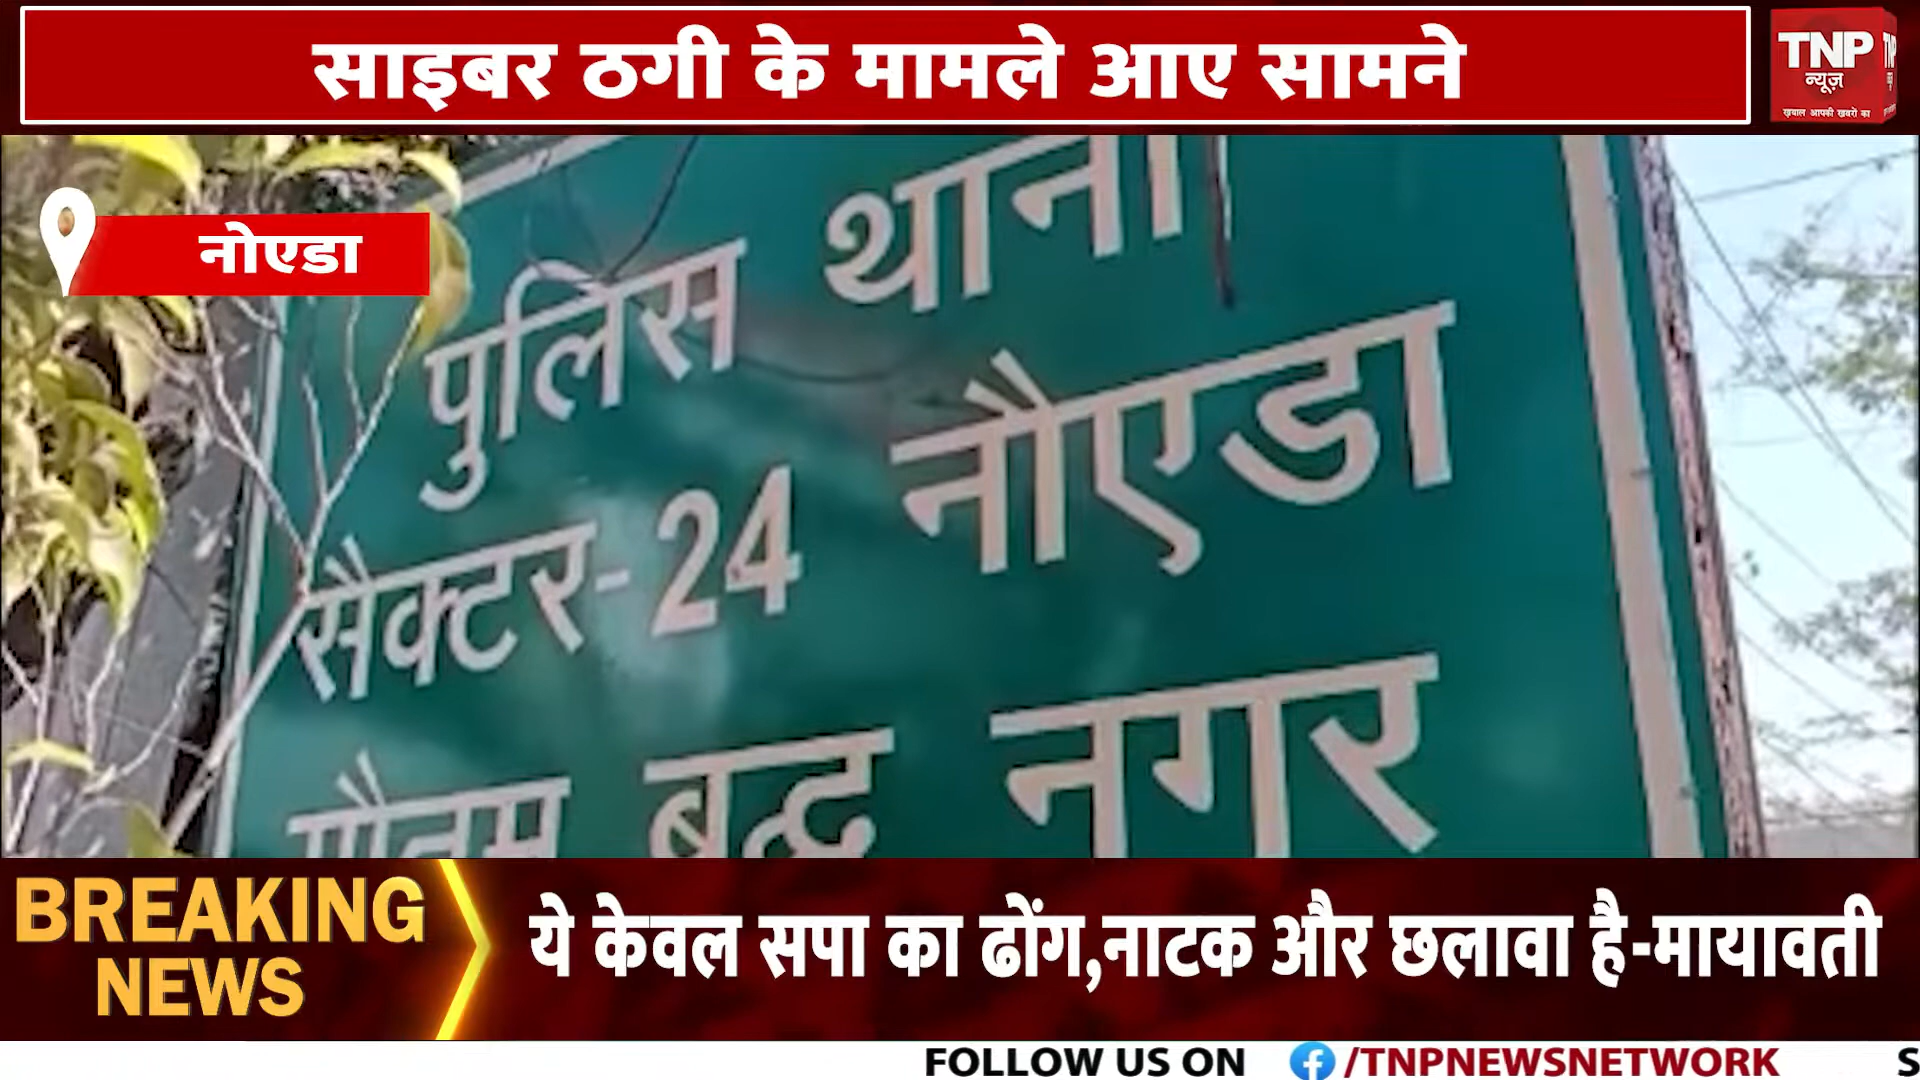 साइबर ठगी के मामले आए सामने
TNP
न्यूज़
नोएडा
पुलिस थाना
सैक्टर-24 नौएडा
गौतम बुद्ध नगर
BREAKING
NEWS
ये केवल सपा का ढोंग,नाटक और छलावा है-मायावती
FOLLOW US ON /TNPNEWSNETWORK